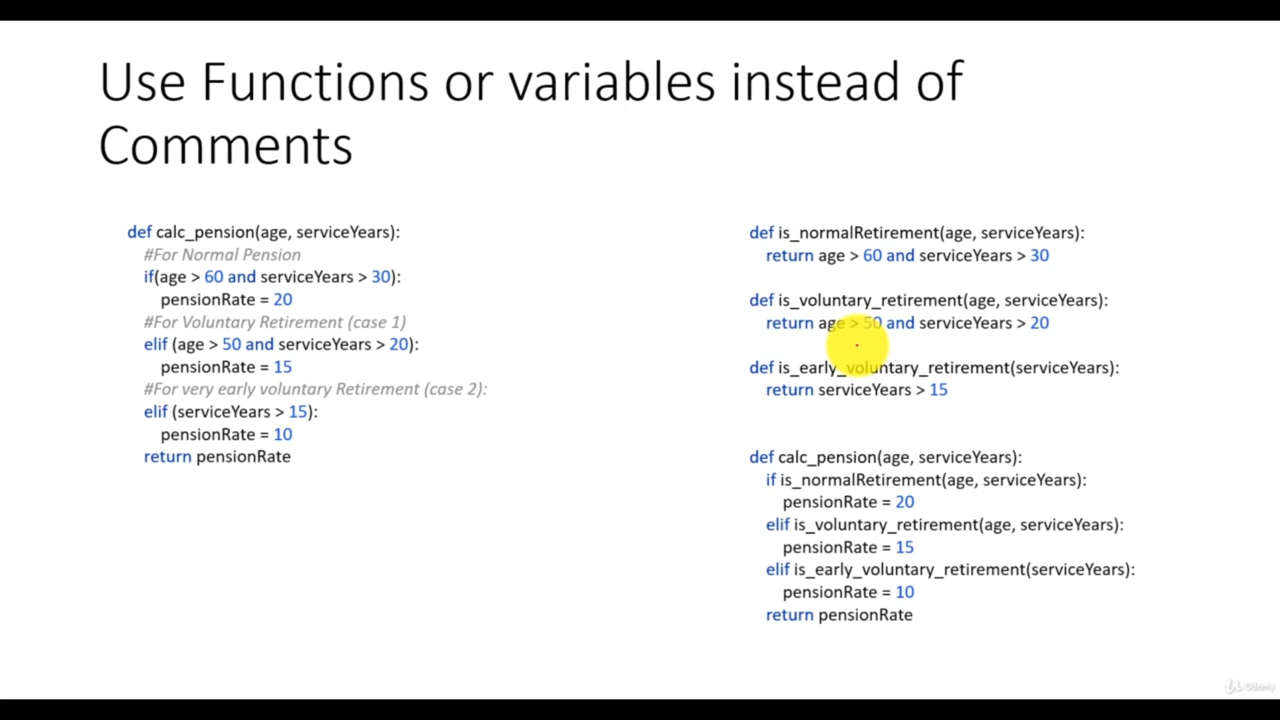 Use Functions or variables instead of
Comments
def calc_pension(age, serviceYears):
#For Normal Pension
if(age > 60 and serviceYears > 30):
pensionRate = 20
#For Voluntary Retirement (case 1)
elif (age > 50 and serviceYears > 20):
pensionRate = 15
#For very early voluntary Retirement (case 2):
elif (serviceYears > 15):
pensionRate = 10
return pensionRate
def is_normalRetirement(age, serviceYears):
return age > 60 and serviceYears > 30
def is_voluntary_retirement(age, serviceYears):
return age > 50 and serviceYears > 20
def is_early_voluntary_retirement(serviceYears):
return serviceYears > 15
def calc_pension(age, serviceYears):
if is_normalRetirement(age, serviceYears):
pensionRate = 20
elif is_voluntary_retirement(age, serviceYears):
pensionRate = 15
elif is_early_voluntary_retirement(serviceYears):
pensionRate = 10
return pensionRate
Udemy